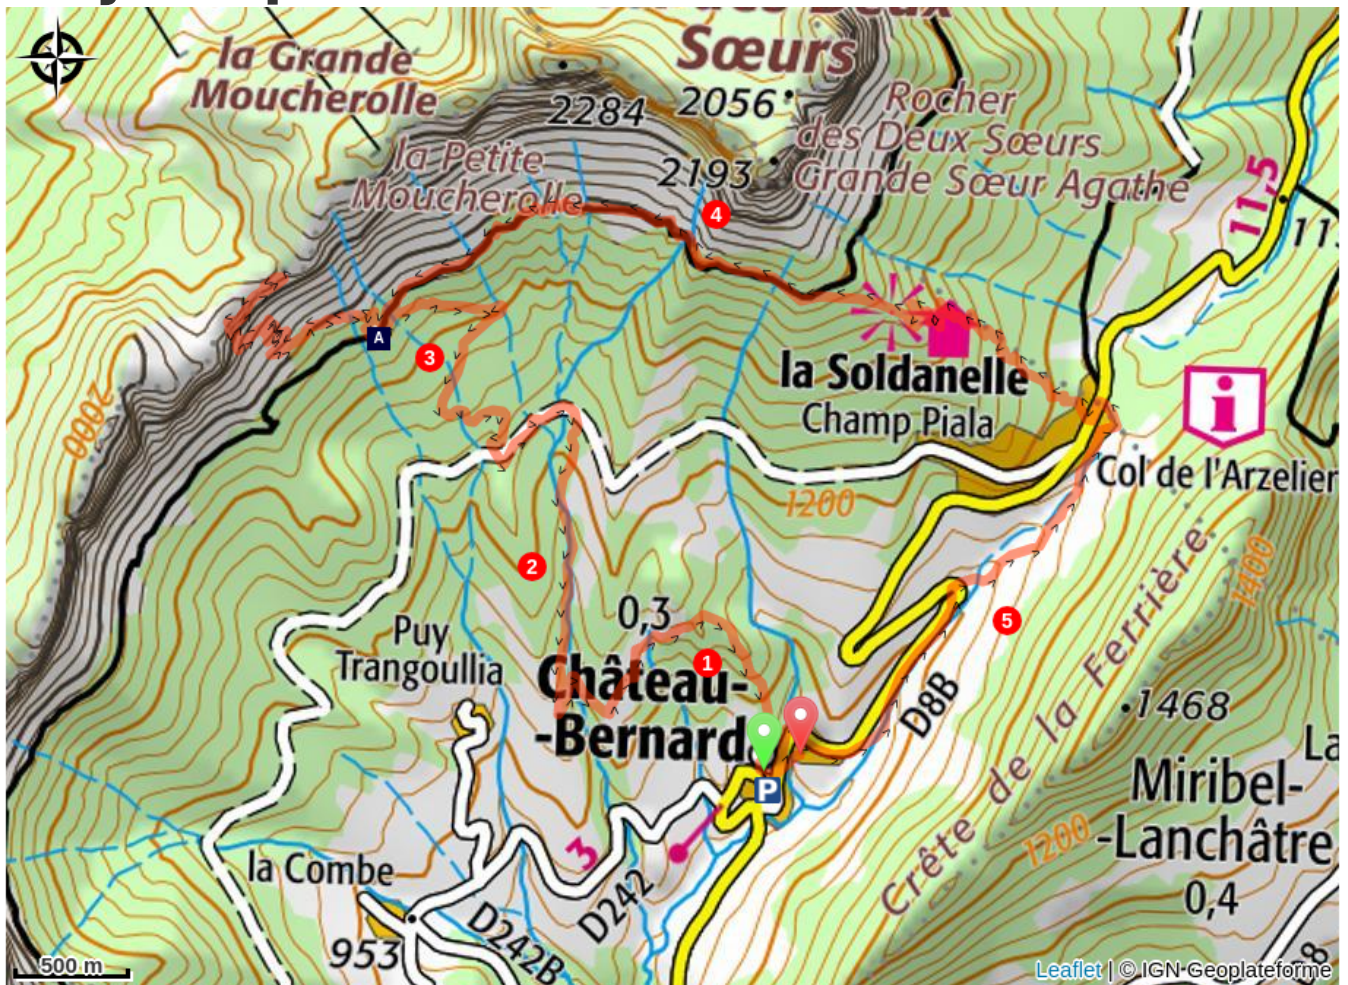 Sœurs
la Grande
Moucherolle
2284
2056
Rocher
des Deux Sœurs
Grande Sœur Agathe
la Petite
Moucherolle
2193
4
11,5
A
3
la Soldanelle
Champ Piala
i
2000
Col de l'Arzelier
1200
1400
2
0,3
Puy
Trangoullia
5
1
Château-
-Bernard
D8B
1468
Crête de la Ferrière
P
Miribel-
-Lanchâtre
0,4
1200
3
la Combe
D242
D242B
953
500 m
Leaflet | © IGN-Geoplateforme